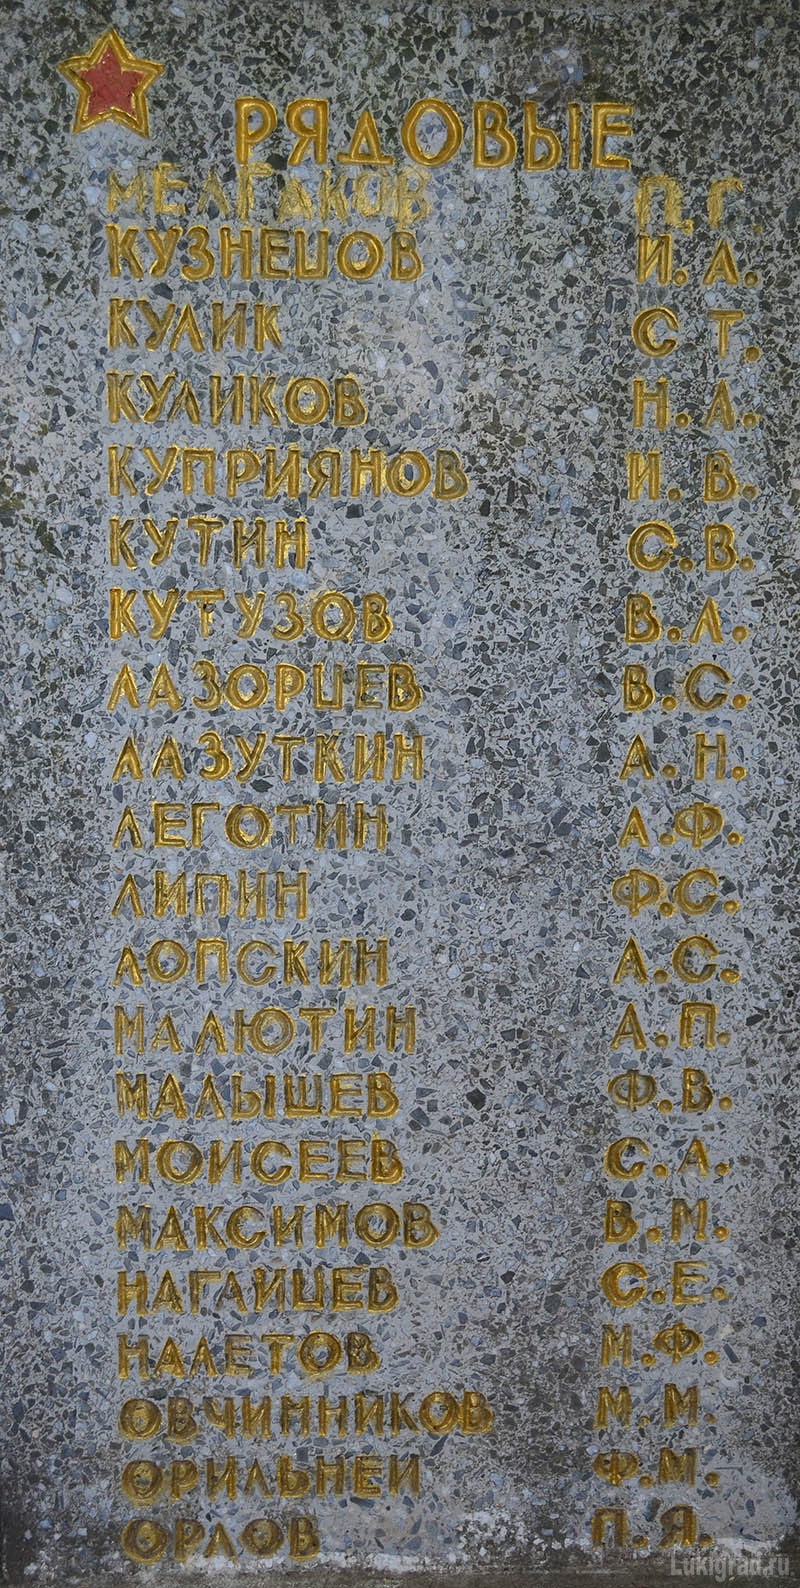 РЯДОВЫЕ
МЕЛГАКОВ П.Г.
КУЗНЕЦОВ И.А.
КУЛИК С Т.
КУЛИКОВ Н.А.
КУПРИЯНОВ И.В.
КУТИН С.В.
КУТУЗОВ В.Л.
ЛАЗОРЦЕВ В.С.
ЛАЗУТКИН А.Н.
ЛЕГОТИН А.Ф.
ЛИПИН Ф.С.
ЛОПСКИН А.С.
МАЛЮТИН А.П.
МАЛЫШЕВ Ф.В.
МОИСЕЕВ С.А.
МАКСИМОВ В.М.
НАГАЙЦЕВ С.Е.
НАЛЕТОВ М.Ф.
ОВЧИННИКОВ М.М.
ОРИЛЬНЕИ Ф.М.
ОРЛОВ П.Я.
Lukigrad.ru